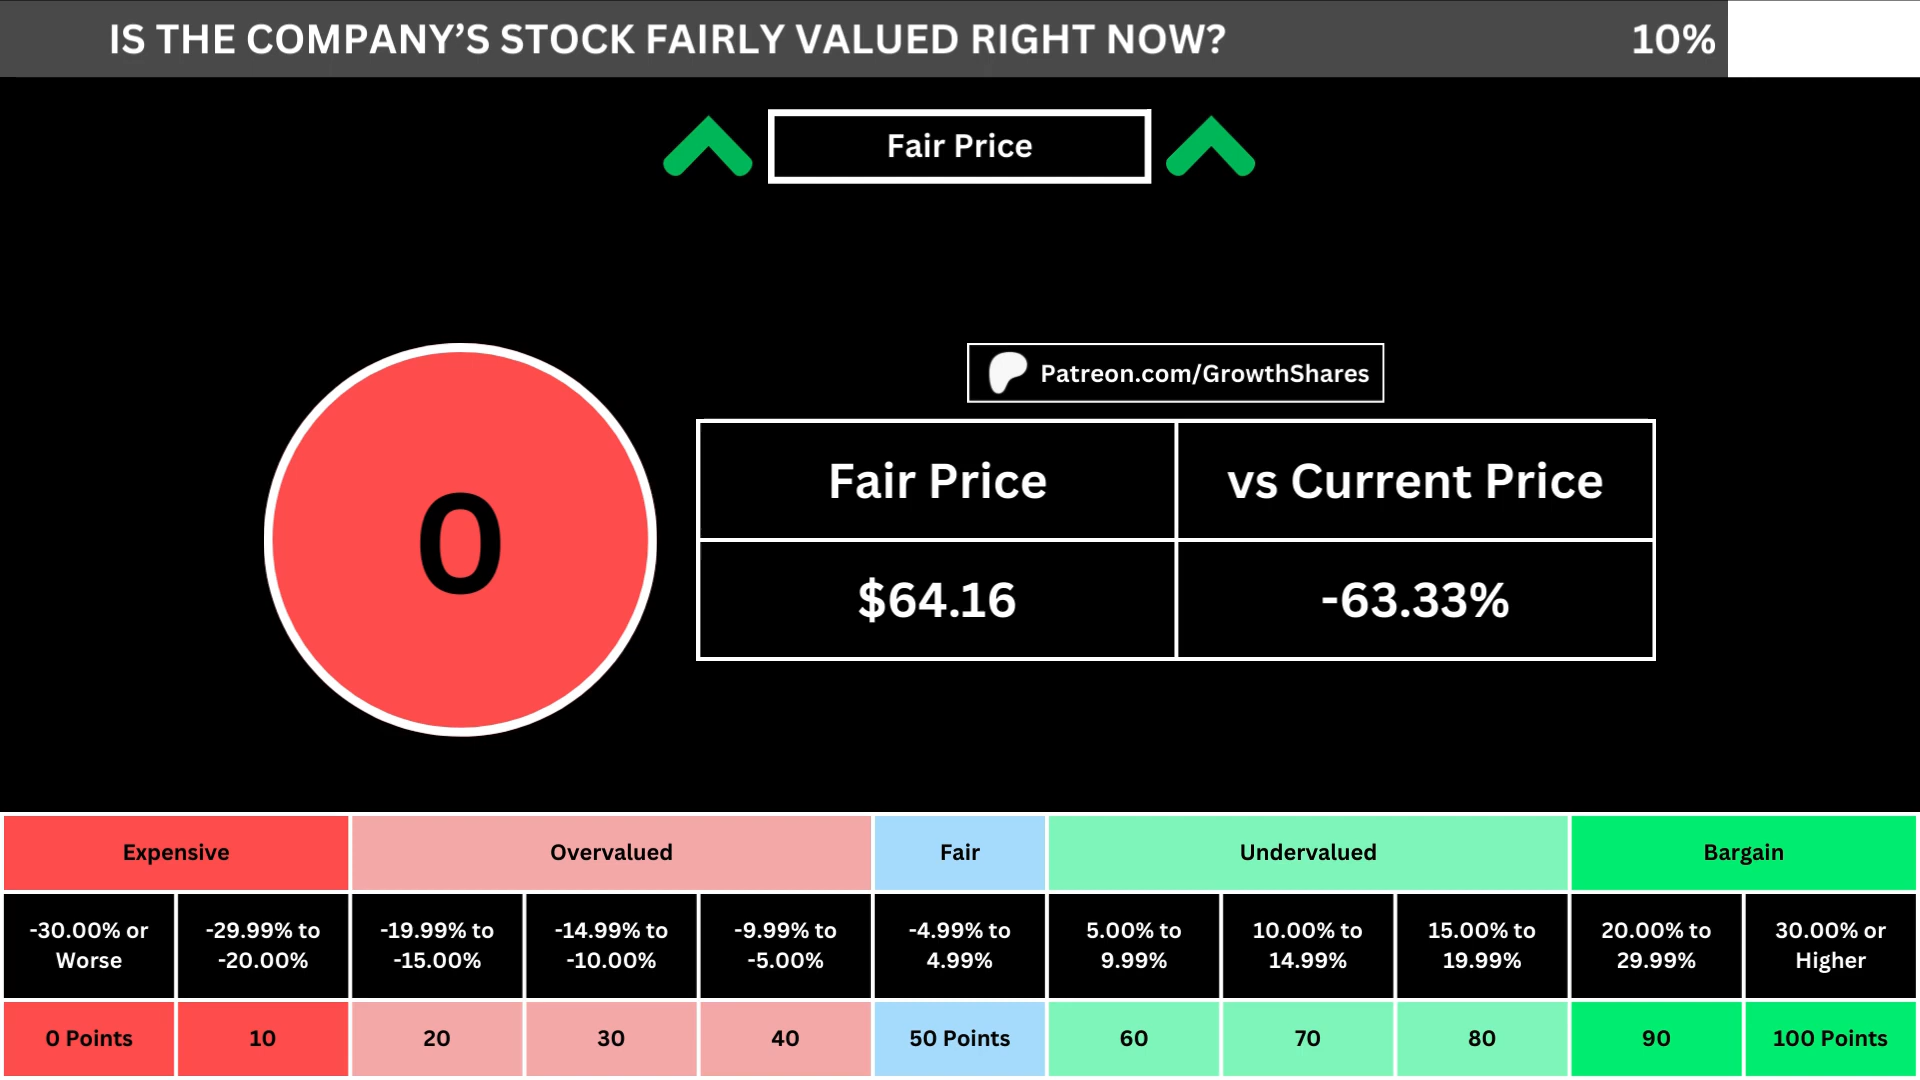 IS THE COMPANY’S STOCK FAIRLY VALUED RIGHT NOW? 10%
Fair Price
Patreon.com/GrowthShares
Fair Price vs Current Price
0
$64.16 -63.33%
Expensive Overvalued Fair Undervalued Bargain
-30.00% or -29.99% to -19.99% to -14.99% to -9.99% to -4.99% to 5.00% to 10.00% to 15.00% to 20.00% to 30.00% or
Worse -20.00% -15.00% -10.00% -5.00% 4.99% 9.99% 14.99% 19.99% 29.99% Higher
0 Points 10 20 30 40 50 Points 60 70 80 90 100 Points